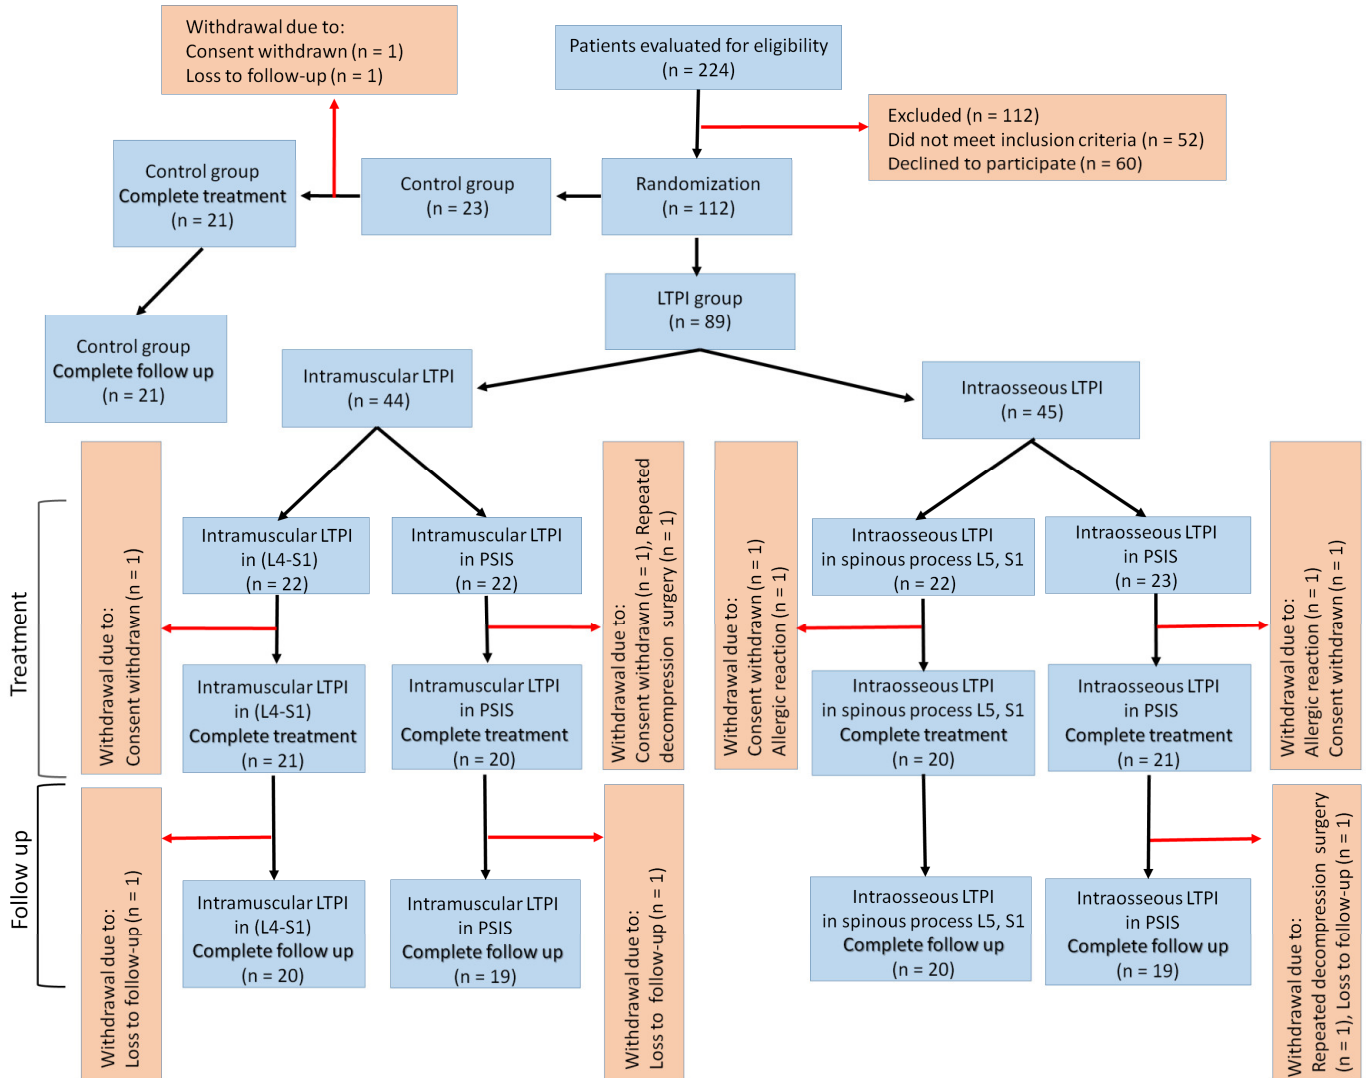 Withdrawal due to:
Consent withdrawn (n = 1)
Loss to follow-up (n = 1)
Patients evaluated for eligibility
(n = 224)
Excluded (n = 112)
Did not meet inclusion criteria (n = 52)
Declined to participate (n = 60)
Control group
Complete treatment
(n = 21)
Control group
(n = 23)
Randomization
(n = 112)
LTPI group
(n = 89)
Control group
Complete follow up
(n = 21)
Intramuscular LTPI
(n = 44)
Intraosseous LTPI
(n = 45)
Treatment
Withdrawal due to:
Consent withdrawn (n = 1)
Intramuscular LTPI
in (L4-S1)
(n = 22)
Intramuscular LTPI
in PSIS
(n = 22)
Withdrawal due to:
Consent withdrawn (n = 1), Repeated
decompression surgery (n = 1)
Withdrawal due to:
Consent withdrawn (n = 1)
Allergic reaction (n = 1)
Intraosseous LTPI
in spinous process L5, S1
(n = 22)
Intraosseous LTPI
in PSIS
(n = 23)
Withdrawal due to:
Allergic reaction (n = 1)
Consent withdrawn (n = 1)
Intramuscular LTPI
in (L4-S1)
Complete treatment
(n = 21)
Intramuscular LTPI
in PSIS
Complete treatment
(n = 20)
Intraosseous LTPI
in spinous process L5, S1
Complete treatment
(n = 20)
Intraosseous LTPI
in PSIS
Complete treatment
(n = 21)
Follow up
Withdrawal due to:
Loss to follow-up (n = 1)
Intramuscular LTPI
in (L4-S1)
Complete follow up
(n = 20)
Intramuscular LTPI
in PSIS
Complete follow up
(n = 19)
Withdrawal due to:
Loss to follow-up (n = 1)
Intraosseous LTPI
in spinous process L5, S1
Complete follow up
(n = 20)
Intraosseous LTPI
in PSIS
Complete follow up
(n = 19)
Withdrawal due to:
Repeated decompression surgery
(n = 1), Loss to follow-up (n = 1)